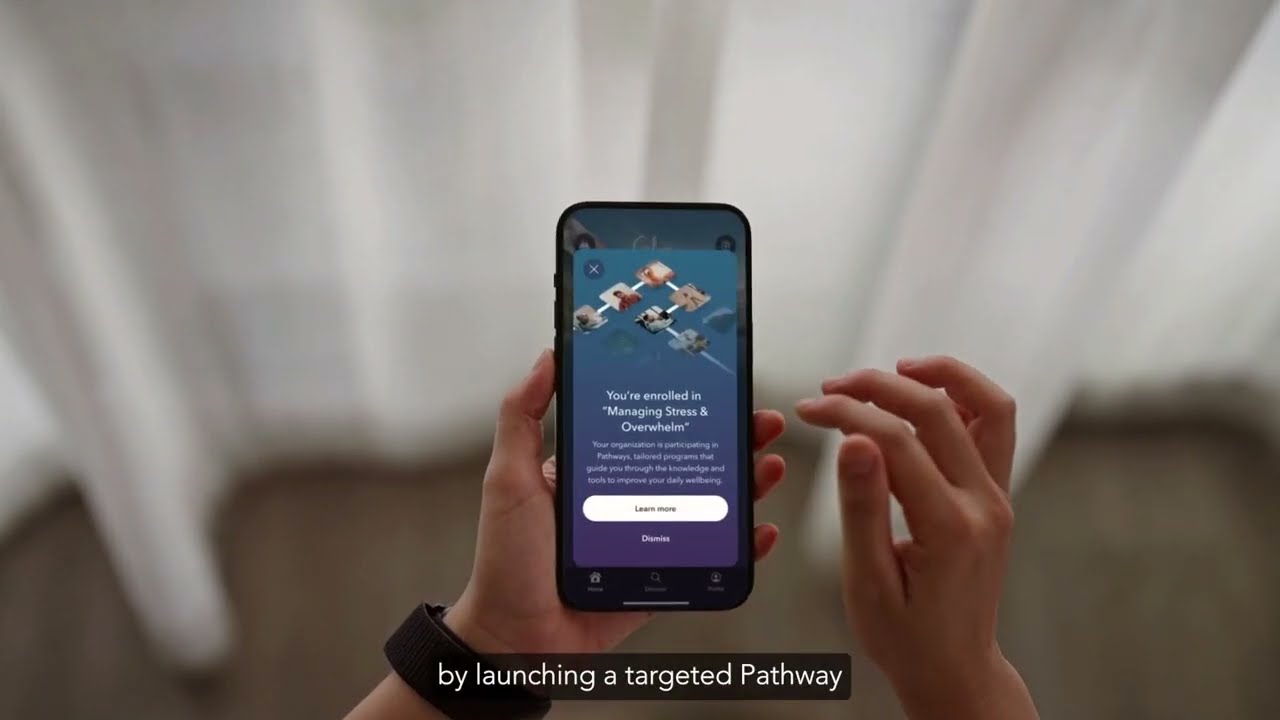 You're enrolled in
"Managing Stress &
Overwhelm"
Your organization is participating in
Pathways, tailored programs that
guide you through the knowledge and
tools to improve your daily wellbeing.
Learn more
Dismiss
Home
Discover
Profile
by launching a targeted Pathway